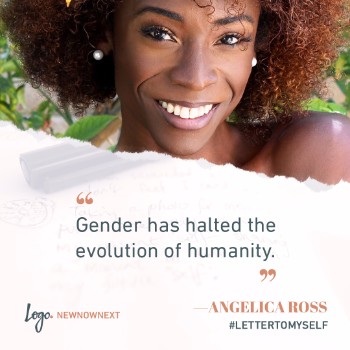 “
Gender has halted the
evolution of humanity.
”
—ANGELICA ROSS
Logo. NEWNOWNEXT
#LETTERTOMYSELF